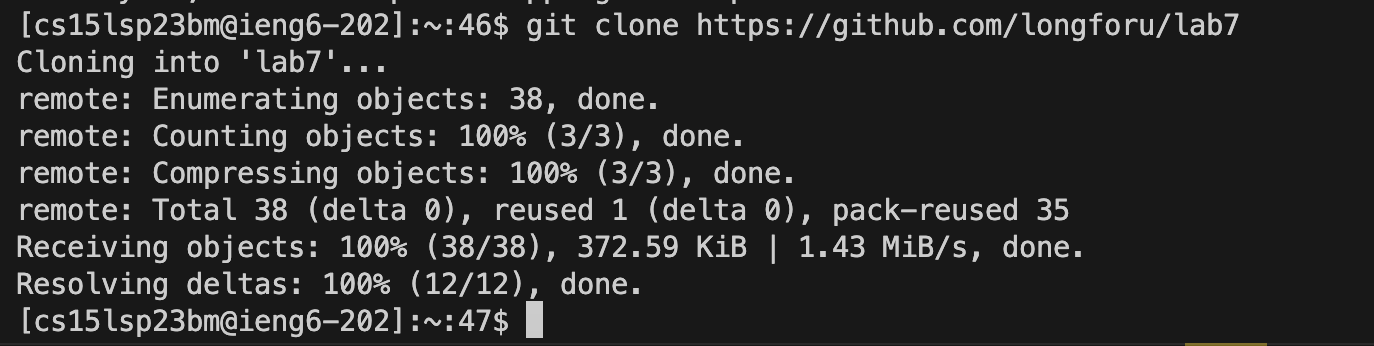 [cs15lsp23bm@ieng6-202]:~:46$ git clone https://github.com/longforu/lab7
Cloning into 'lab7'...
remote: Enumerating objects: 38, done.
remote: Counting objects: 100% (3/3), done.
remote: Compressing objects: 100% (3/3), done.
remote: Total 38 (delta 0), reused 1 (delta 0), pack-reused 35
Receiving objects: 100% (38/38), 372.59 KiB | 1.43 MiB/s, done.
Resolving deltas: 100% (12/12), done.
[cs15lsp23bm@ieng6-202]:~:47$